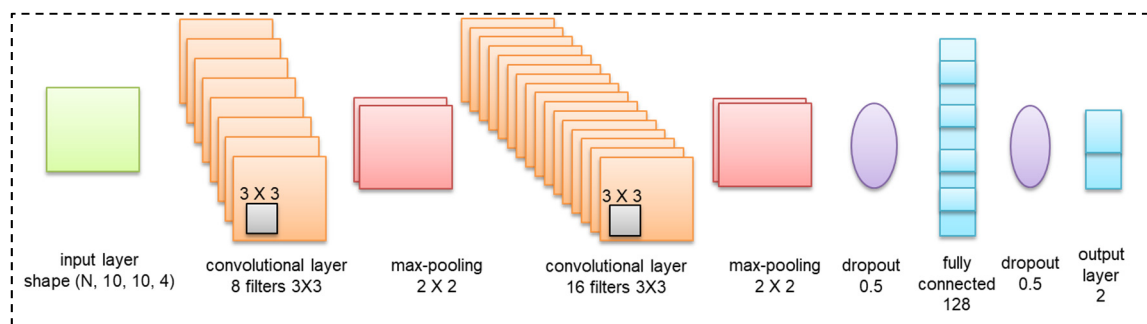 3 X 3
3 X 3
input layer
shape (N, 10, 10, 4)
convolutional layer
8 filters 3X3
max-pooling
2 X 2
convolutional layer
16 filters 3X3
max-pooling
2 X 2
dropout
0.5
fully
connected
128
dropout
0.5
output
layer
2